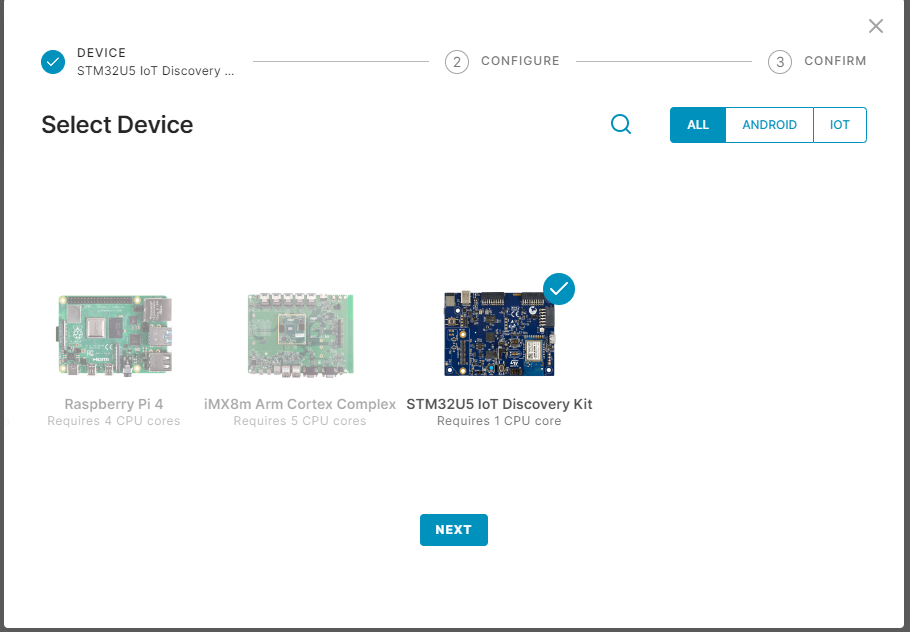 DEVICE
STM32U5 IoT Discovery ...
2 CONFIGURE
3 CONFIRM
Select Device
ALL ANDROID IOT
Raspberry Pi 4
Requires 4 CPU cores
iMX8m Arm Cortex Complex
Requires 5 CPU cores
STM32U5 IoT Discovery Kit
Requires 1 CPU core
NEXT